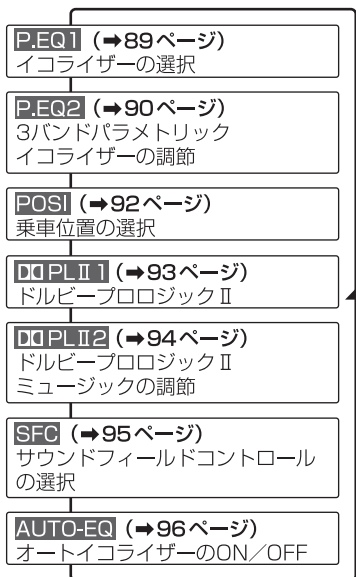 P.EQ1 (➡89ページ)
イコライザーの選択
P.EQ2 (➡90ページ)
3バンドパラメトリック
イコライザーの調節
POSI (➡92ページ)
乗車位置の選択
DD PLⅡ1 (➡93ページ)
ドルビープロロジックⅡ
DD PLⅡ2 (➡94ページ)
ドルビープロロジックⅡ
ミュージックの調節
SFC (➡95ページ)
サウンドフィールドコントロール
の選択
AUTO-EQ (➡96ページ)
オートイコライザーのON／OFF